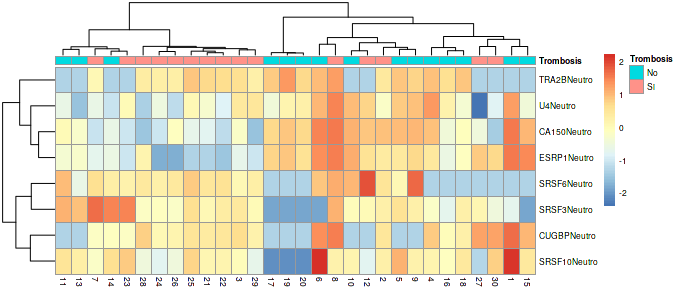 Trombosis
TRA2BNeutro
U4Neutro
CA150Neutro
ESRP1Neutro
SRSF6Neutro
SRSF3Neutro
CUGBPNeutro
SRSF10Neutro
11 13 7 14 23 28 24 26 25 21 22 3 29 17 19 20 6 8 10 12 2 5 9 4 16 18 27 30 1 15
2
1
0
-1
-2
Trombosis
No
SI